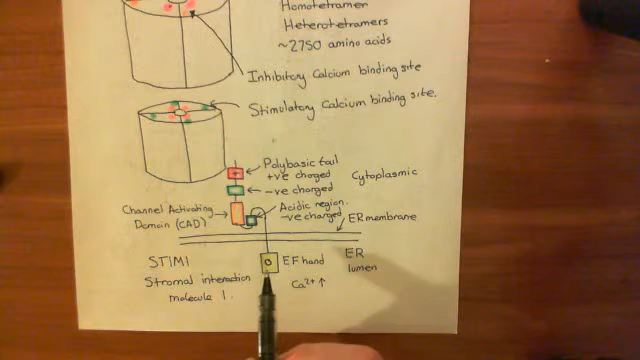 Homotetramer
Heterotetramers
~2750 amino acids
Inhibitory Calcium binding site
Stimulatory Calcium binding site.
Polybasic tail
+ve charged
-ve charged
Cytoplasmic
Channel Activating
Domain (CAD)
Acidic region.
-ve charged
ER membrane
STIM1
Stromal interaction
molecule 1.
EF hand
Ca2+ ↑
ER
lumen